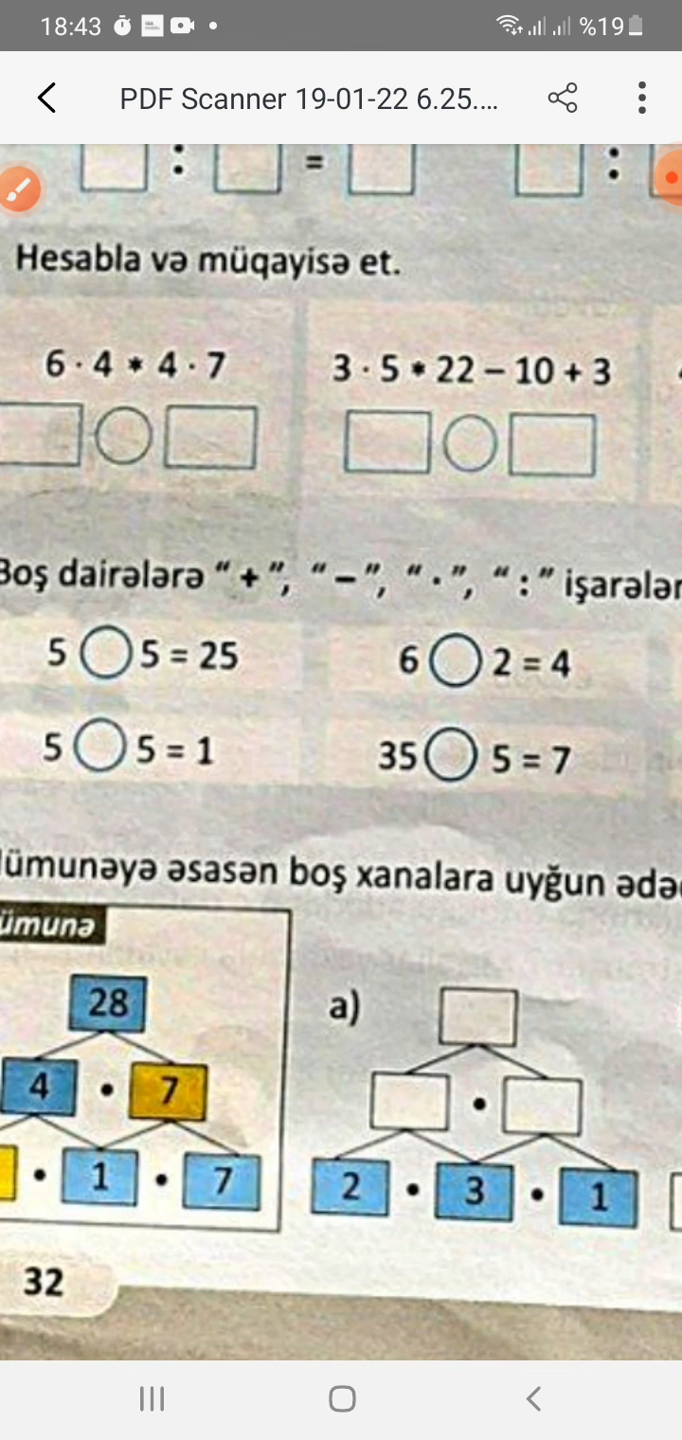 18:43 %19
PDF Scanner 19-01-22 6.25....
: = :
Hesabla və müqayisə et.
6 · 4 * 4 · 7
3 · 5 * 22 – 10 + 3
Boş dairələrə “ + ”, “ – ”, “ · ”, “ : ” işarələr
5 5 = 25
6 2 = 4
5 5 = 1
35 5 = 7
ümunəyə əsasən boş xanalara uyğun ədə
ümunə
28
4 · 7
· 1 · 7
a)
·
2 · 3 · 1
32